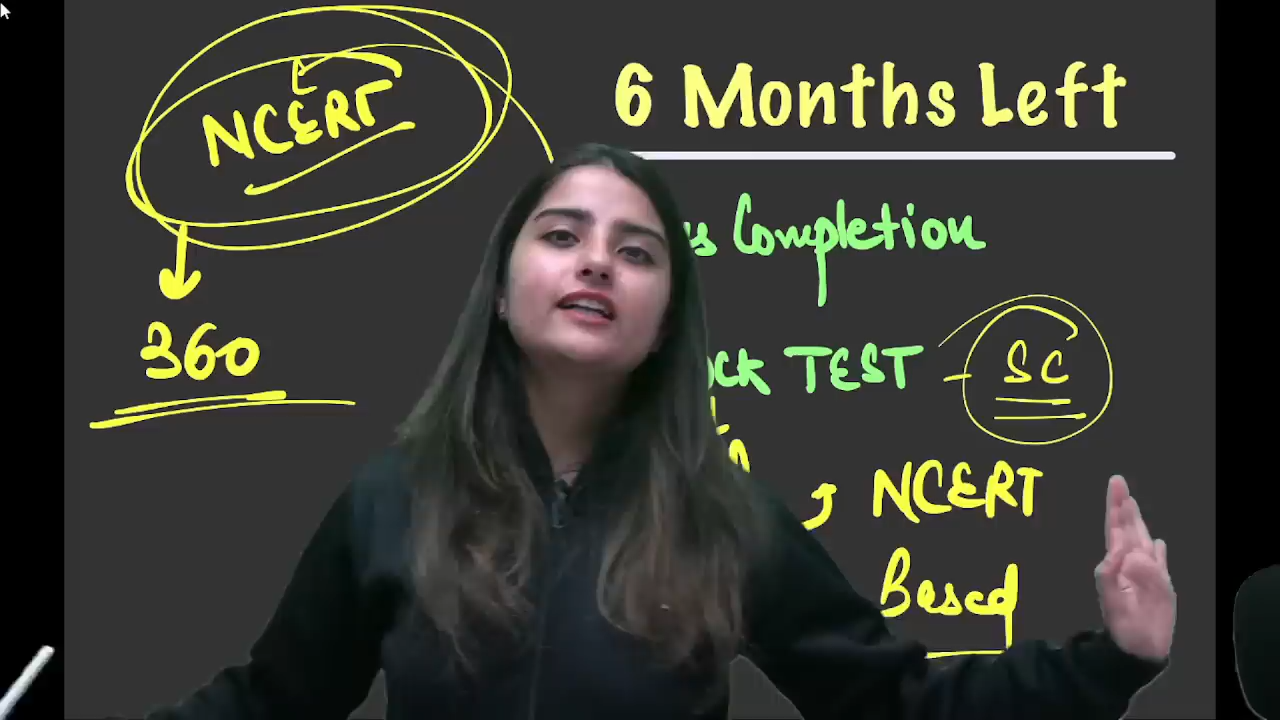 NCERT
360
6 Months Left
Completion
TEST - SC
NCERT
Based